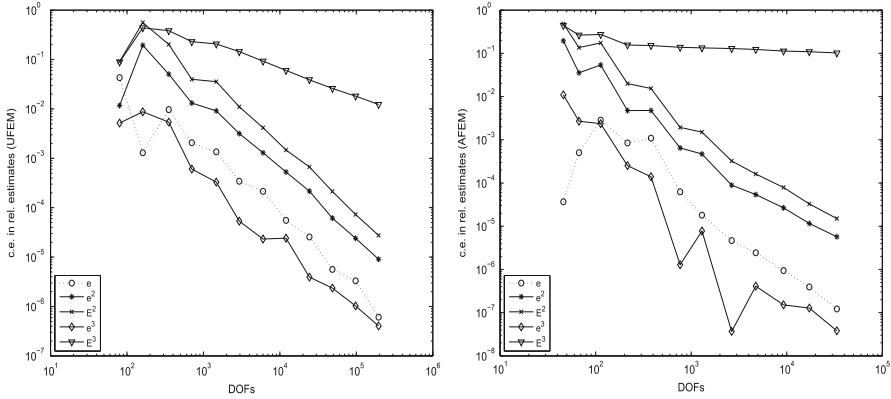 10^0
10^-1
10^-2
10^-3
10^-4
10^-5
10^-6
10^-7
c.e. in rel. estimates (UFEM)
e
e^2
E^2
e^3
E^3
10^1
10^2
10^3
10^4
10^5
10^6
DOFs
10^0
10^-1
10^-2
10^-3
10^-4
10^-5
10^-6
10^-7
10^-8
c.e. in rel. estimates (AFEM)
e
e^2
E^2
e^3
E^3
10^1
10^2
10^3
10^4
10^5
DOFs